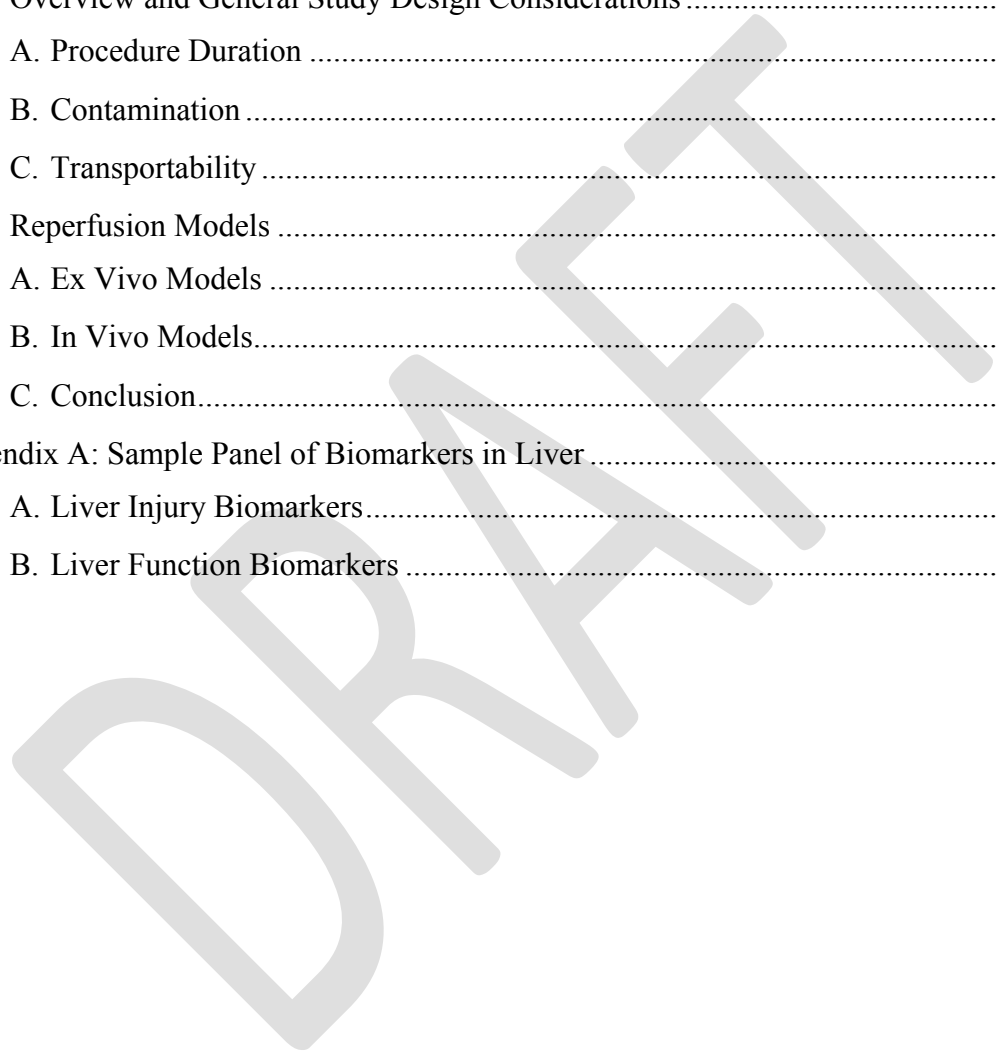 Overview and General Study Design Considerations
A. Procedure Duration
B. Contamination
C. Transportability
Reperfusion Models
A. Ex Vivo Models
B. In Vivo Models
C. Conclusion
endix A: Sample Panel of Biomarkers in Liver
A. Liver Injury Biomarkers
B. Liver Function Biomarkers
DRAFT